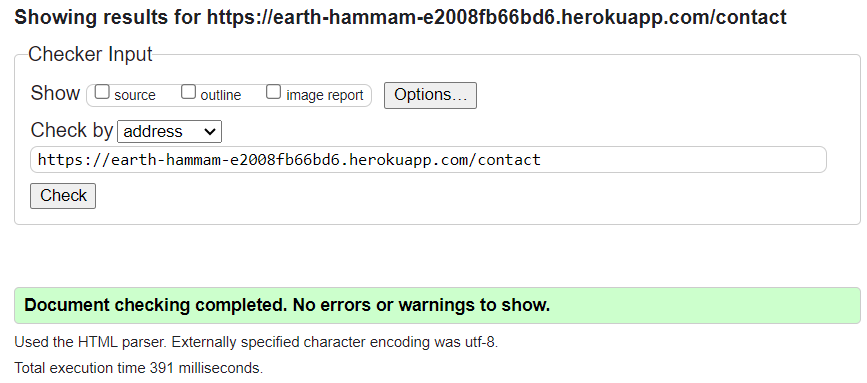 Showing results for https://earth-hammam-e2008fb66bd6.herokuapp.com/contact
Checker Input
Show source outline image report Options...
Check by address
https://earth-hammam-e2008fb66bd6.herokuapp.com/contact
Check
Document checking completed. No errors or warnings to show.
Used the HTML parser. Externally specified character encoding was utf-8.
Total execution time 391 milliseconds.